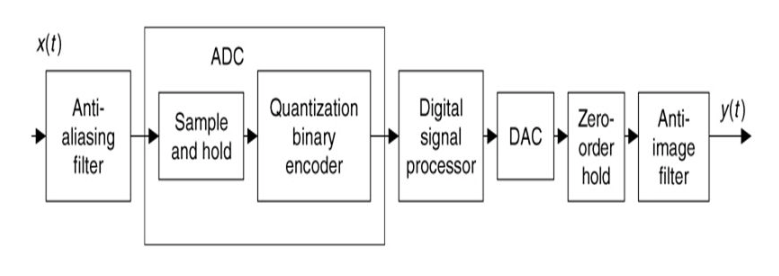 x(t)
ADC
Anti-
aliasing
filter
Sample
and hold
Quantization
binary
encoder
Digital
signal
processor
DAC
Zero-
order
hold
Anti-
image
filter
y(t)